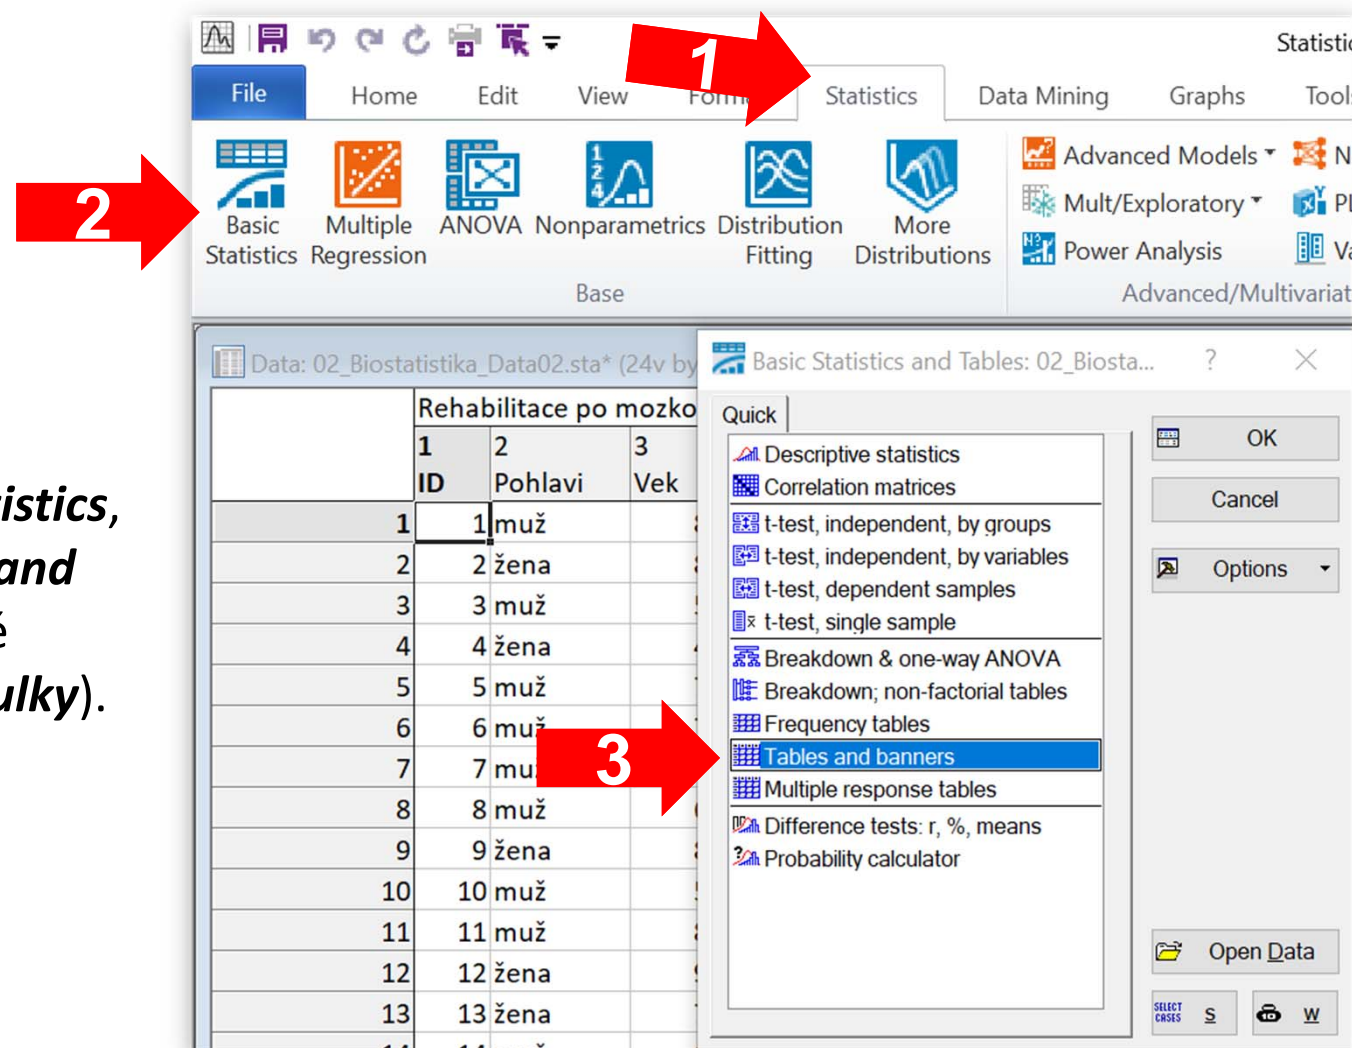 1
Statistic
File Home Edit View Statistics Data Mining Graphs Tools
2
Basic Statistics
Multiple Regression
ANOVA
Nonparametrics
Distribution Fitting
More Distributions
Advanced Models
Mult/Exploratory
Power Analysis
N
PL
Va
Base
Advanced/Multivariat
Data: 02_Biostatistika_Data02.sta* (24v by
Rehabilitace po mozko
1 2 3
ID Pohlavi Vek
1 1 muž
2 2 žena
3 3 muž
4 4 žena
5 5 muž
6 6 muž
7 7 muž
8 8 muž
9 9 žena
10 10 muž
11 11 muž
12 12 žena
13 13 žena
istics,
and
é
ulky).
Basic Statistics and Tables: 02_Biosta... ?
Quick
Descriptive statistics
Correlation matrices
t-test, independent, by groups
t-test, independent, by variables
t-test, dependent samples
t-test, single sample
Breakdown & one-way ANOVA
Breakdown; non-factorial tables
Frequency tables
3
Tables and banners
Multiple response tables
Difference tests: r, %, means
Probability calculator
OK
Cancel
Options
Open Data
SELECT CASES S
W